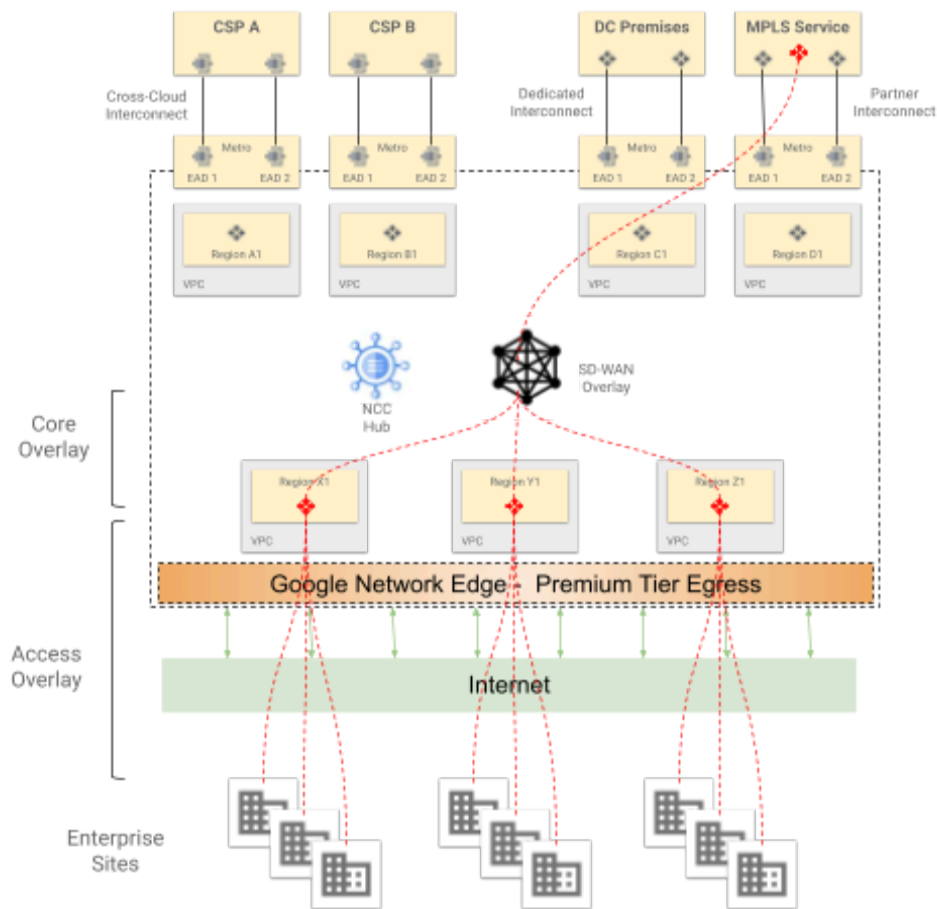 CSP A
CSP B
DC Premises
MPLS Service
Cross-Cloud
Interconnect
Dedicated
Interconnect
Partner
Interconnect
Metro
EAD 1
EAD 2
Metro
EAD 1
EAD 2
Metro
EAD 1
EAD 2
Metro
EAD 1
EAD 2
Region A1
VPC
Region B1
VPC
Region C1
VPC
Region D1
VPC
NCC
Hub
SD-WAN
Overlay
Core
Overlay
Region X1
VPC
Region Y1
VPC
Region Z1
VPC
Google Network Edge - Premium Tier Egress
Access
Overlay
Internet
Enterprise
Sites